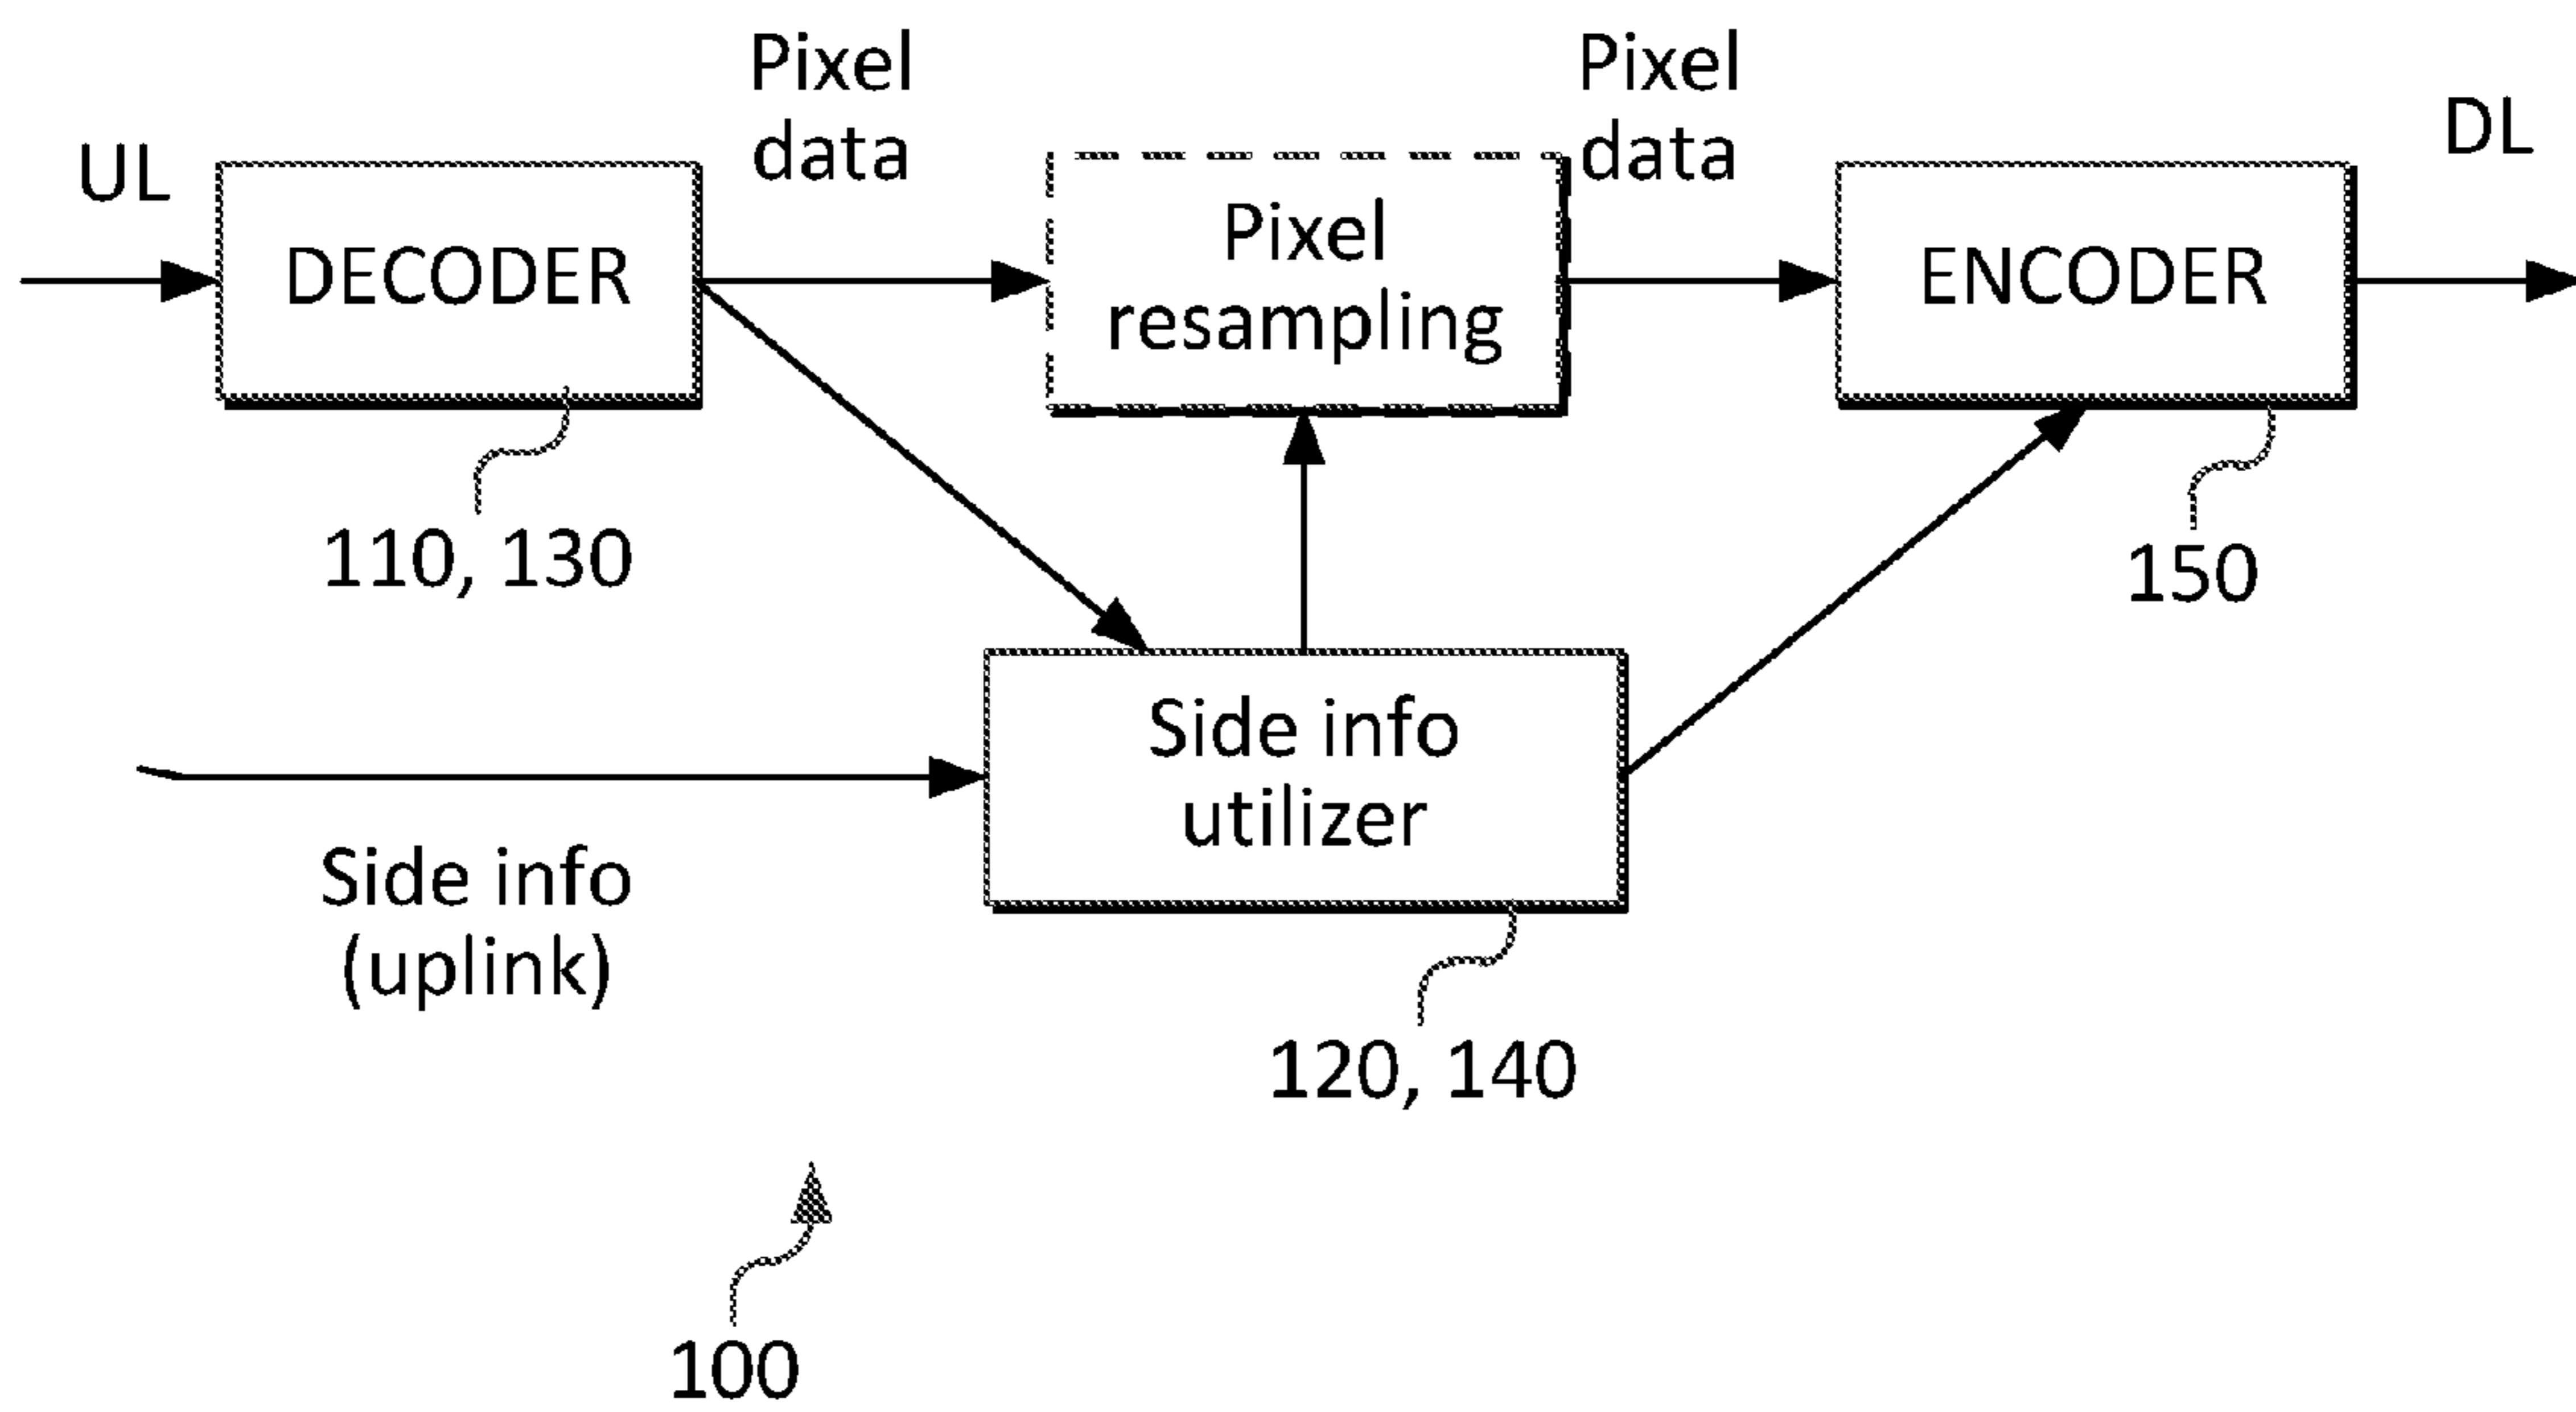 UL
DECODER
110, 130
Pixel
data
Pixel
resampling
Pixel
data
ENCODER
150
DL
Side info
(uplink)
Side info
utilizer
120, 140
100